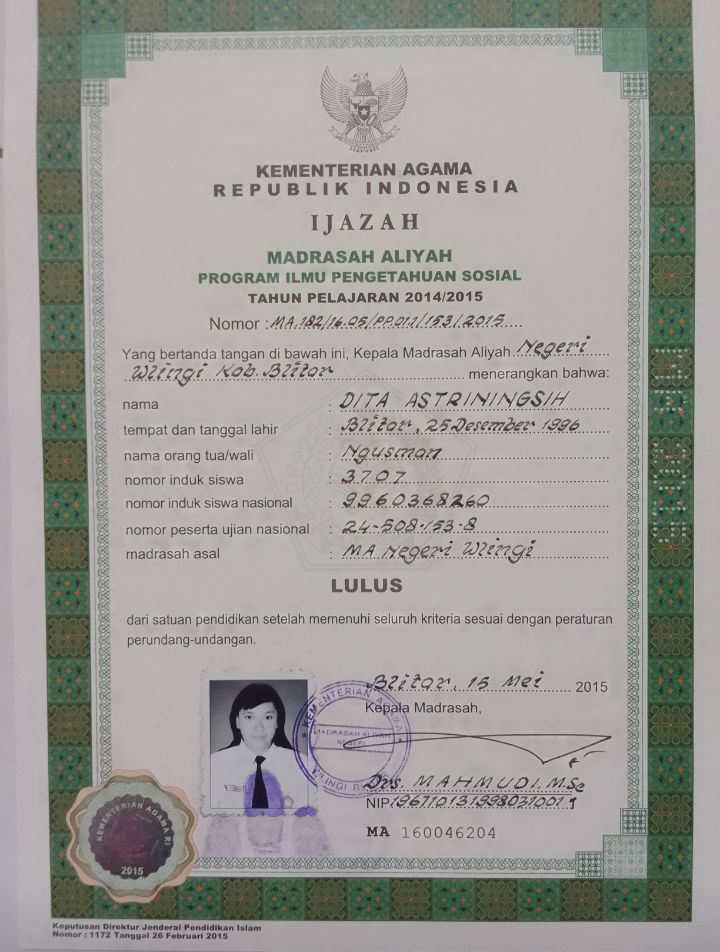 KEMENTERIAN AGAMA
REPUBLIK INDONESIA
IJAZAH
MADRASAH ALIYAH
PROGRAM ILMU PENGETAHUAN SOSIAL
TAHUN PELAJARAN 2014/2015
Nomor : MA.182/16.05/PP.01.1/153/2015
Yang bertanda tangan di bawah ini, Kepala Madrasah Aliyah Negeri
Wlingi Kab. Blitar menerangkan bahwa:
nama : DITA ASTRININGSIH
tempat dan tanggal lahir : Blitar, 25 Desember 1996
nama orang tua/wali : Ngusman
nomor induk siswa : 3707
nomor induk siswa nasional : 9960368260
nomor peserta ujian nasional : 24-508-153-8
madrasah asal : MA Negeri Wlingi
LULUS
dari satuan pendidikan setelah memenuhi seluruh kriteria sesuai dengan peraturan
perundang-undangan.
Blitar, 15 Mei 2015
Kepala Madrasah,
KEMENTERIAN AGAMA
MADRASAH ALIYAH
NEGERI
Drs. MAHMUDI. M.Sc
NIP 196710131998031001
MA 160046204
KEMENTERIAN AGAMA RI
2015
Keputusan Direktur Jenderal Pendidikan Islam
Nomor : 1172 Tanggal 26 Februari 2015